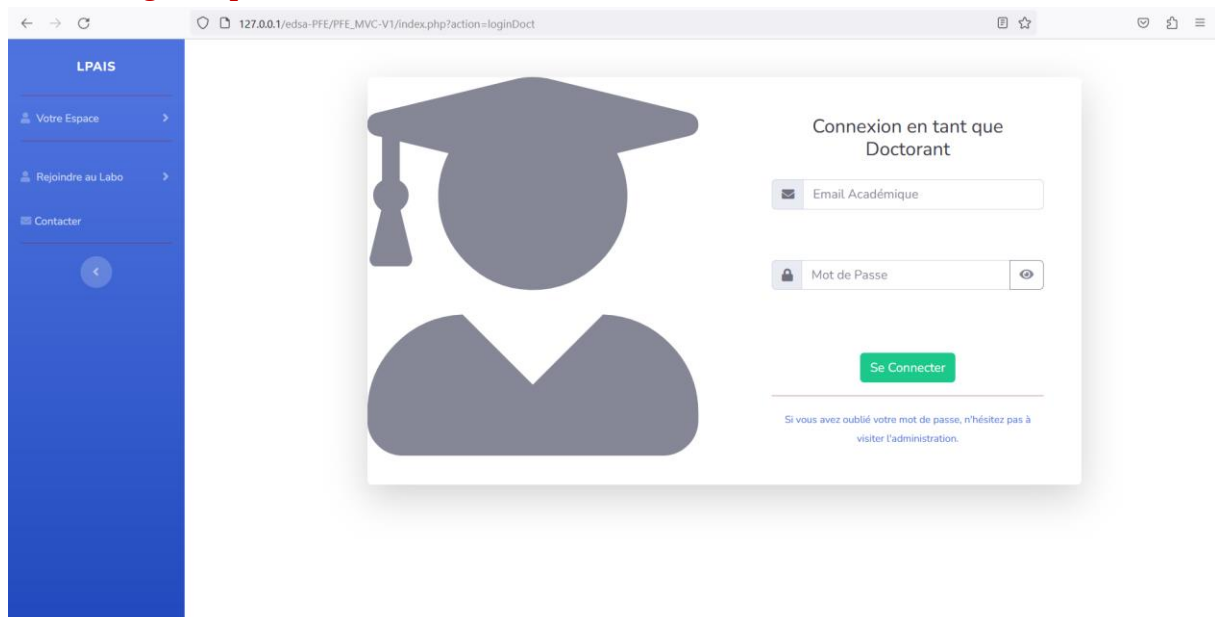 127.0.0.1/edsa-PFE/PFE_MVC-V1/index.php?action=loginDoct
LPAIS
Votre Espace
Rejoindre au Labo
Contacter
Connexion en tant que
Doctorant
Email Académique
Mot de Passe
Se Connecter
Si vous avez oublié votre mot de passe, n'hésitez pas à
visiter l'administration.